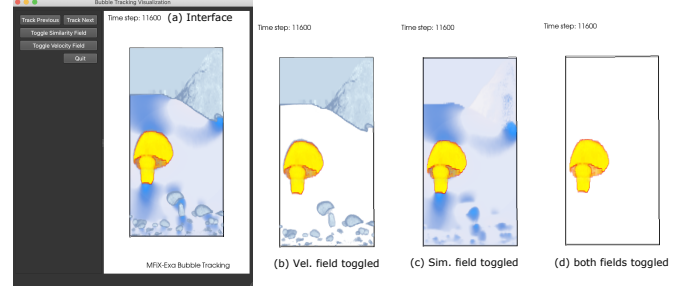 Bubble Tracking Visualization
Track Previous Track Next
Toggle Similarity Field
Toggle Velocity Field
Quit
Time step: 11600 (a) Interface
MFiX-Exa Bubble Tracking
Time step: 11600
(b) Vel. field toggled
Time step: 11600
(c) Sim. field toggled
Time step: 11600
(d) both fields toggled